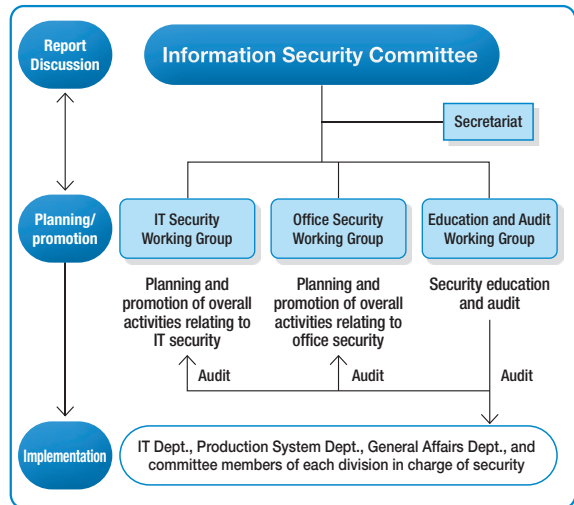 Report
Discussion
Information Security Committee
Secretariat
Planning/
promotion
IT Security
Working Group
Office Security
Working Group
Education and Audit
Working Group
Planning and
promotion of overall
activities relating to
IT security
Planning and
promotion of overall
activities relating to
office security
Security education
and audit
Audit
Audit
Audit
Implementation
IT Dept., Production System Dept., General Affairs Dept., and
committee members of each division in charge of security